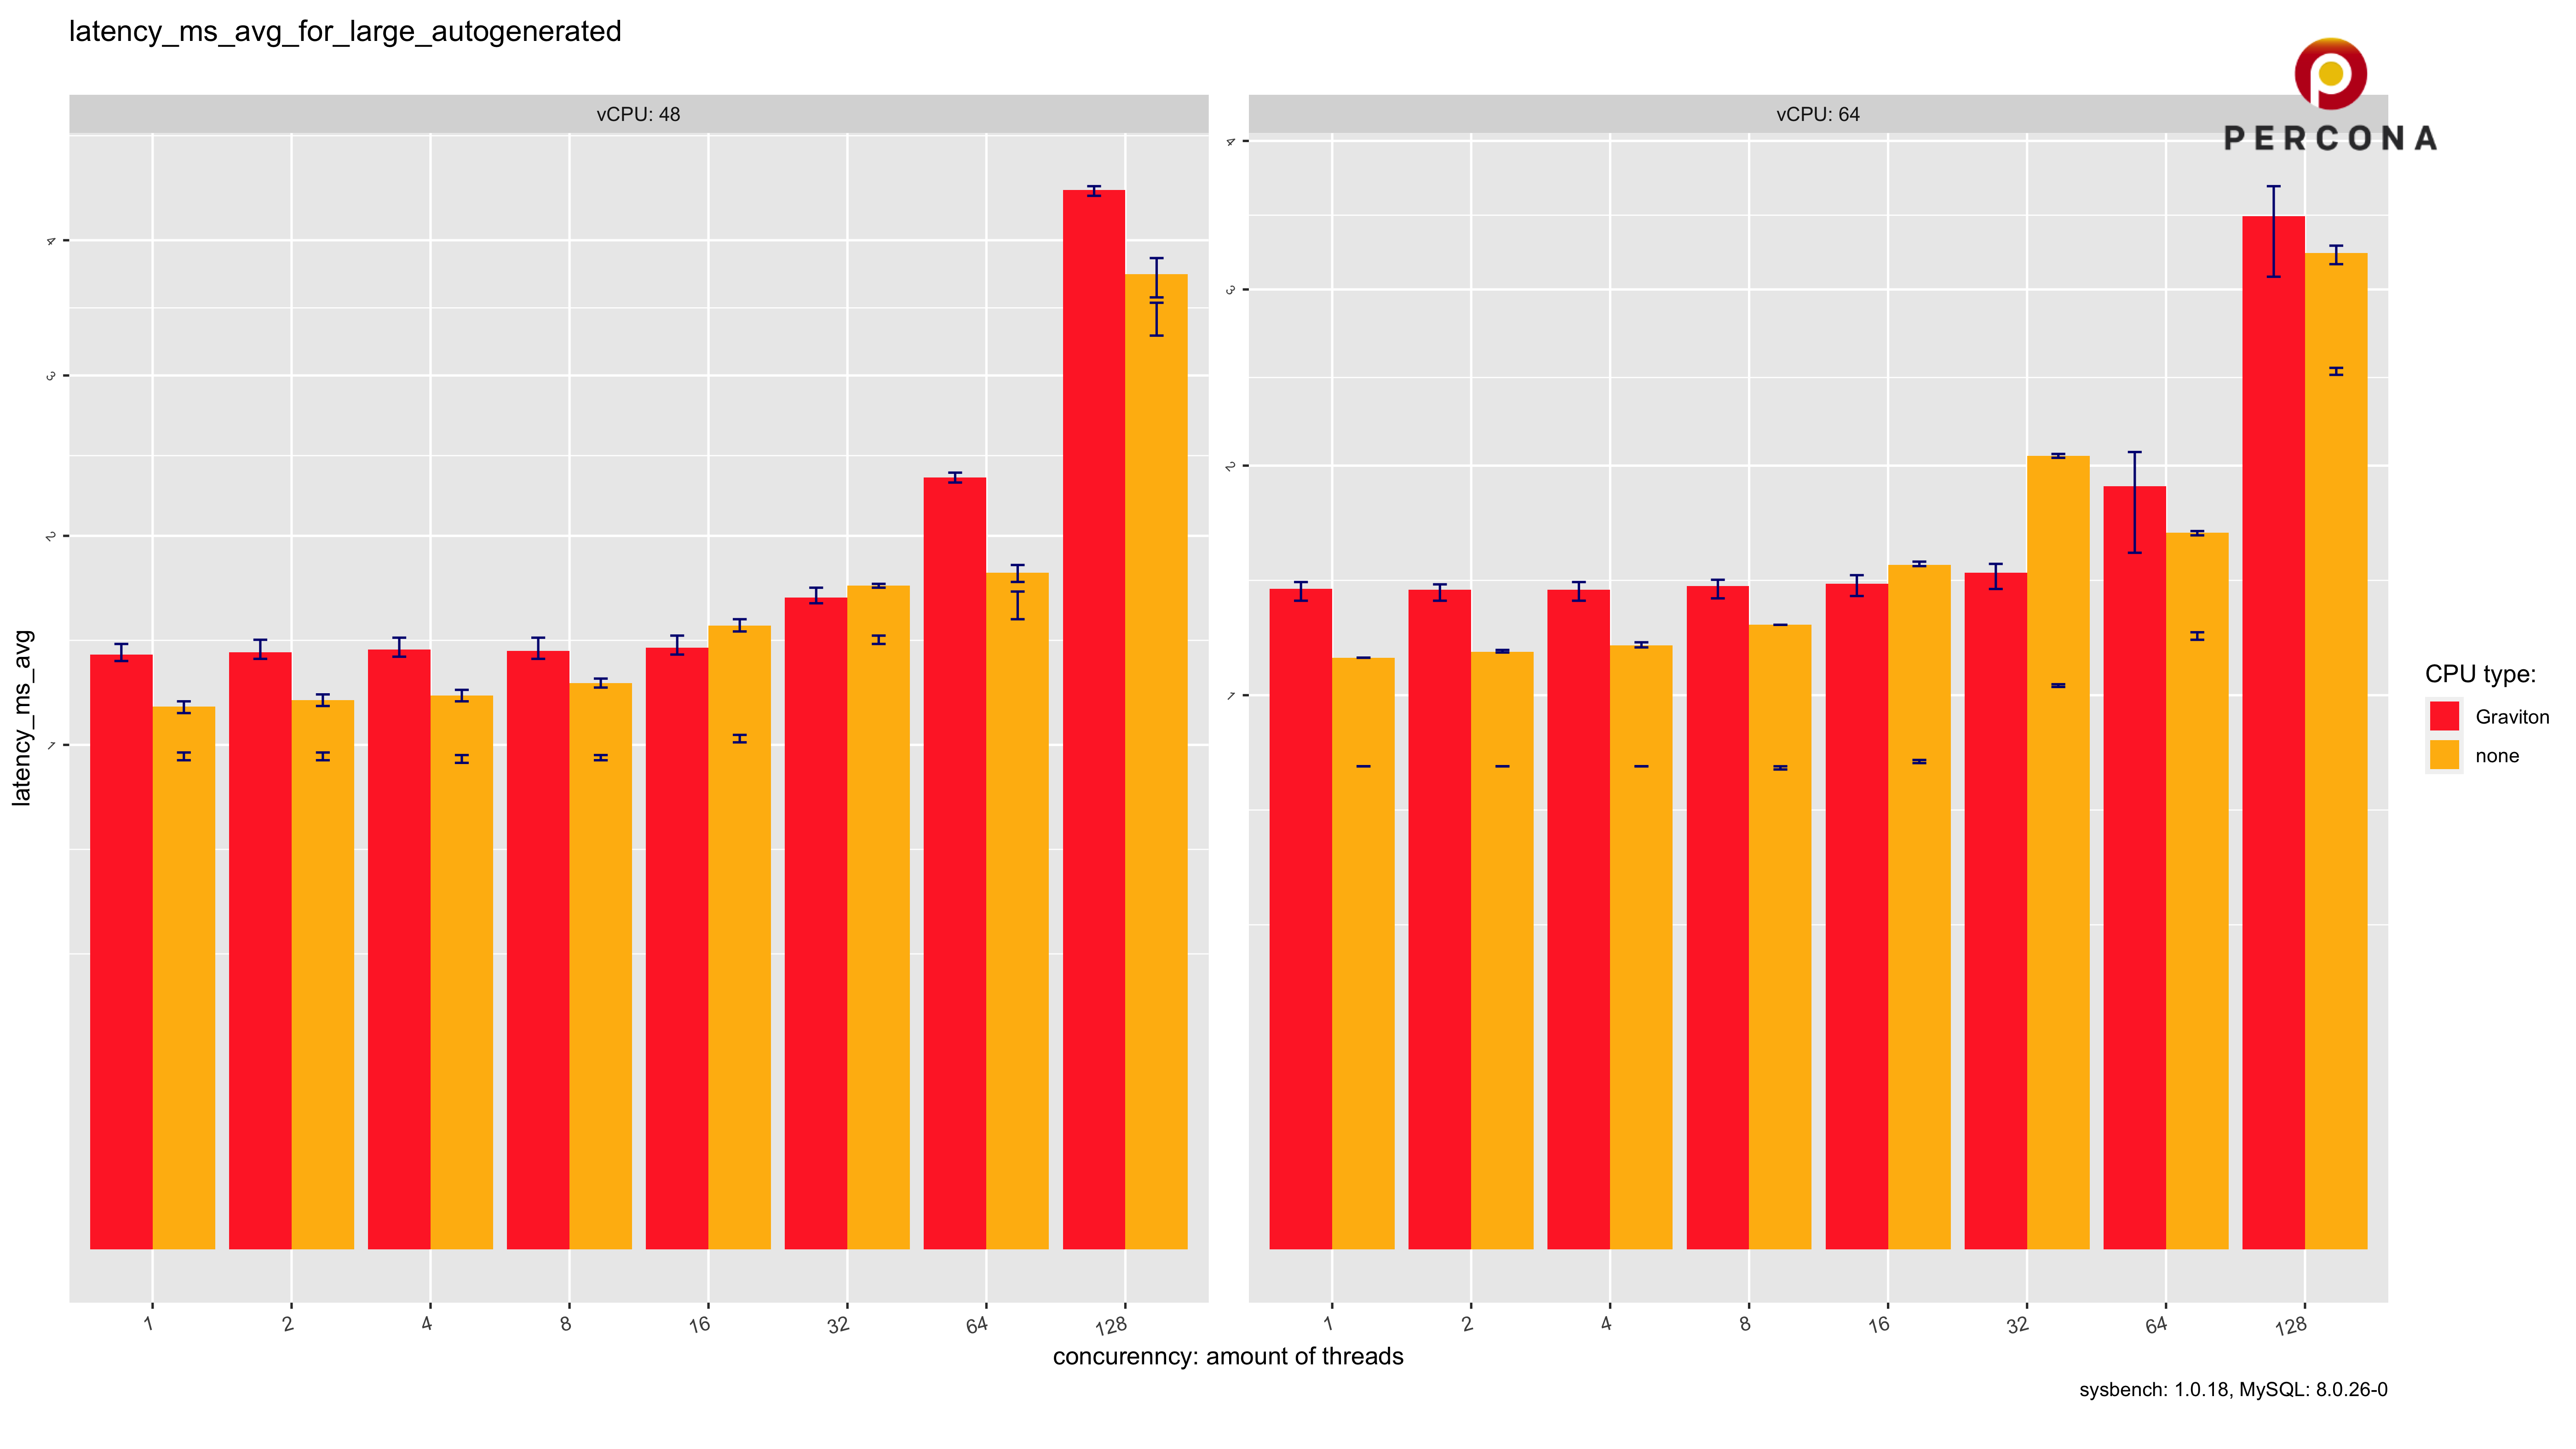 latency_ms_avg_for_large_autogenerated
PERCONA
vCPU: 48
vCPU: 64
latency_ms_avg
4
3
2
1
4
3
2
1
1 2 4 8 16 32 64 128
1 2 4 8 16 32 64 128
concurenncy: amount of threads
CPU type:
Graviton
none
sysbench: 1.0.18, MySQL: 8.0.26-0